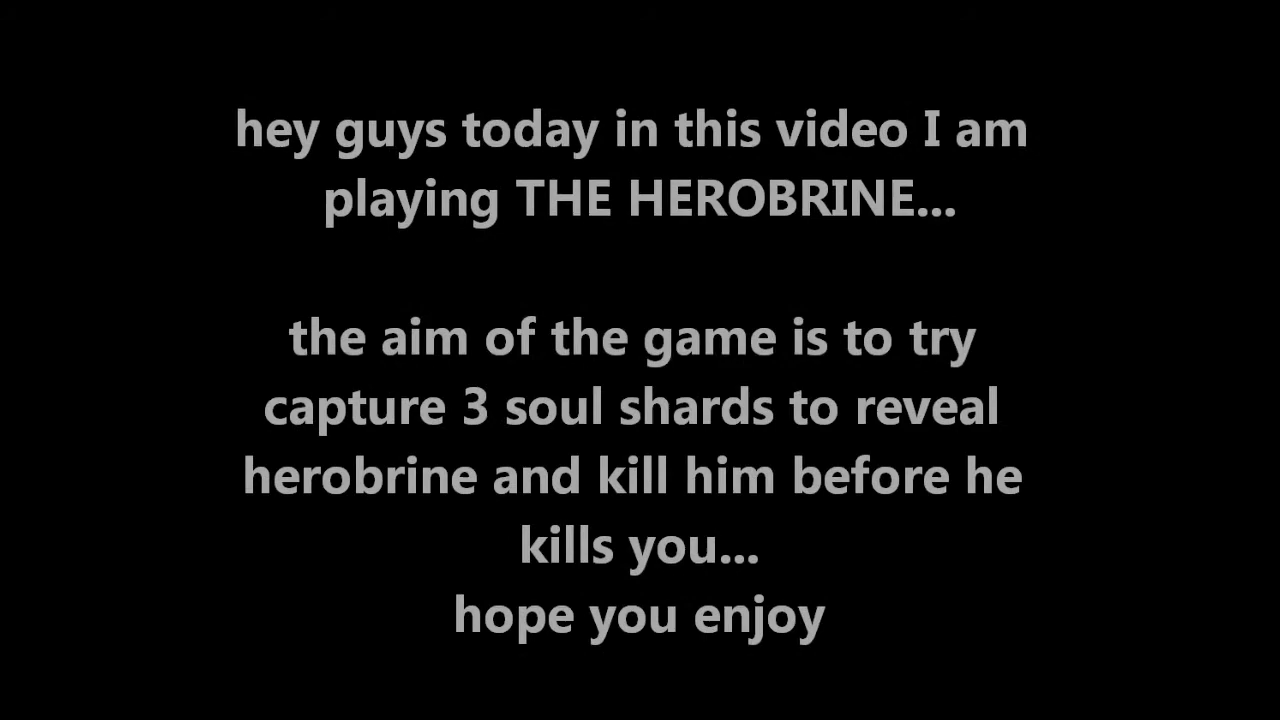 hey guys today in this video I am
playing THE HEROBRINE...
the aim of the game is to try
capture 3 soul shards to reveal
herobrine and kill him before he
kills you...
hope you enjoy